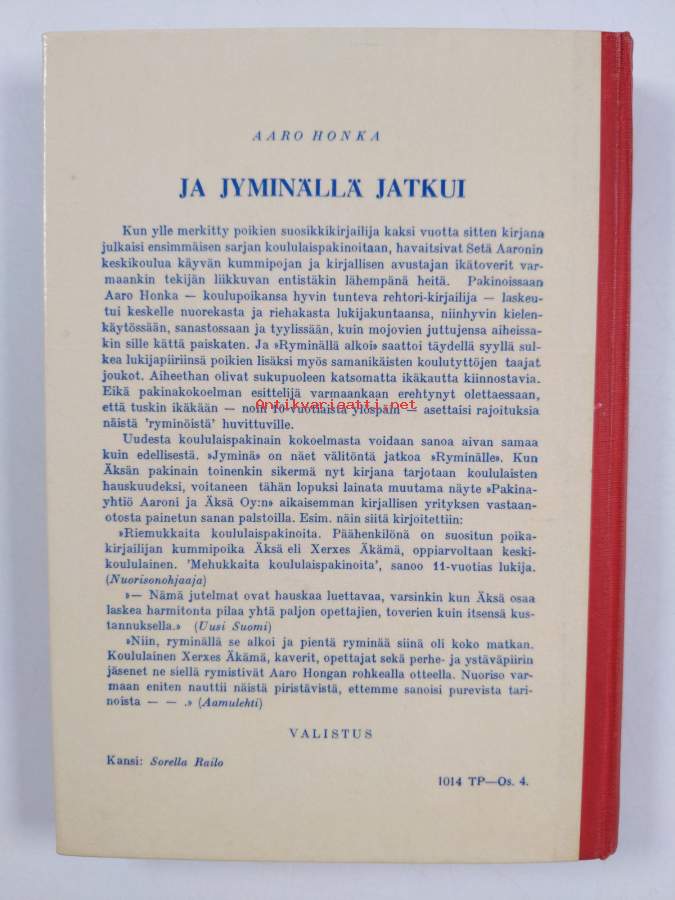 AARO HONKA
JA JYMINÄLLÄ JATKUI
Kun ylle merkitty poikien suosikkikirjailija kaksi vuotta sitten kirjana
julkaisi ensimmäisen sarjan koululaispakinoitaan, havaitsivat Setä Aaronin
keskikoulua käyvän kummipojan ja kirjallisen avustajan ikätoverit var-
maankin tekijän liikkuvan entistäkin lähempänä heitä. Pakinoissaan
Aaro Honka — koulupoikansa hyvin tunteva rehtori-kirjailija — laskeu-
tui keskelle nuorekasta ja riehakasta lukijakuntaansa, niinhyvin kielen-
käytössään, sanastossaan ja tyylissään, kuin mojovien juttujensa aiheissa-
kin sille kättä paiskaten. Ja »Ryminällä alkoi» saattoi täydellä syyllä sul-
kea lukijapiiriinsä poikien lisäksi myös samanikäisten koulutyttöjen taajat
joukot. Aiheethan olivat sukupuoleen katsomatta ikäkautta kiinnostavia.
Eikä pakinakokoelman esittelijä varmaankaan erehtynyt olettaessaan,
että tuskin ikäkään — noin 10-vuotiaista ylöspäin — asettaisi rajoituksia
Antikvariaatti.net
näistä 'ryminöistä' huvittuville.
Uudesta koululaispakinain kokoelmasta voidaan sanoa aivan samaa
kuin edellisestä. »Jyminä» on näet välitöntä jatkoa »Ryminälle». Kun
Äksän pakinain toinenkin sikermä nyt kirjana tarjotaan koululaisten
hauskuudeksi, voitaneen tähän lopuksi lainata muutama näyte »Pakina-
yhtiö Aaroni ja Äksä Oy:n» aikaisemman kirjallisen yrityksen vastaan-
otosta painetun sanan palstoilla. Esim. näin siitä kirjoitettiin:
»Riemukkaita koululaispakinoita. Päähenkilönä on suositun poika-
kirjailijan kummipoika Äksä eli Xerxes Äkämä, oppiarvoltaan keski-
koululainen. 'Mehukkaita koululaispakinoita', sanoo 11-vuotias lukija.
(Nuorisonohjaaja)
»— Nämä jutelmat ovat hauskaa luettavaa, varsinkin kun Äksä osaa
laskea harmitonta pilaa yhtä paljon opettajien, toverien kuin itsensä kus-
tannuksella.» (Uusi Suomi)
»Niin, ryminällä se alkoi ja pientä ryminää siinä oli koko matkan.
Koululainen Xerxes Äkämä, kaverit, opettajat sekä perhe- ja ystäväpiirin
jäsenet ne siellä rymistivät Aaro Hongan rohkealla otteella. Nuoriso var-
maan eniten nauttii näistä piristävistä, ettemme sanoisi purevista tari-
noista — — .» (Aamulehti)
VALISTUS
Kansi: Sorella Railo
1014 TP—Os. 4.